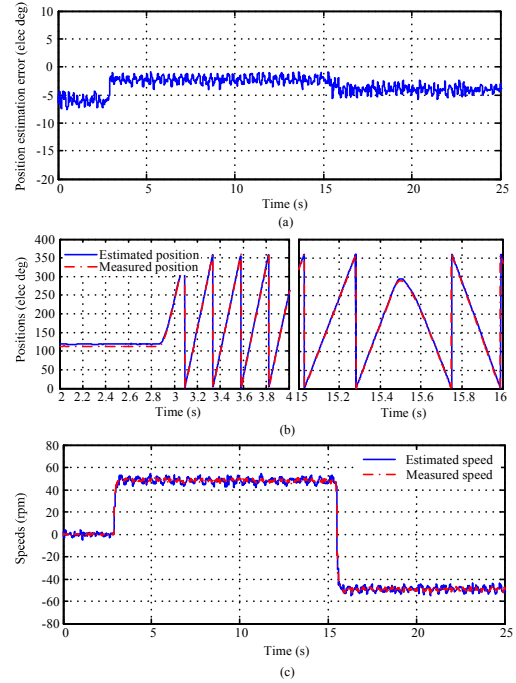 (a)
Position estimation error (elec deg)
10
5
0
-5
-10
-15
-20
0 5 10 15 20 25
Time (s)
(a)
(b)
Positions (elec deg)
400
350
300
250
200
150
100
50
0
Estimated position
Measured position
2 2.2 2.4 2.6 2.8 3 3.2 3.4 3.6 3.8 4
15 15.2 15.4 15.6 15.8 16
Time (s)
Time (s)
(b)
(c)
Speeds (rpm)
80
60
40
20
0
-20
-40
-60
-80
Estimated speed
Measured speed
0 5 10 15 20 25
Time (s)
(c)